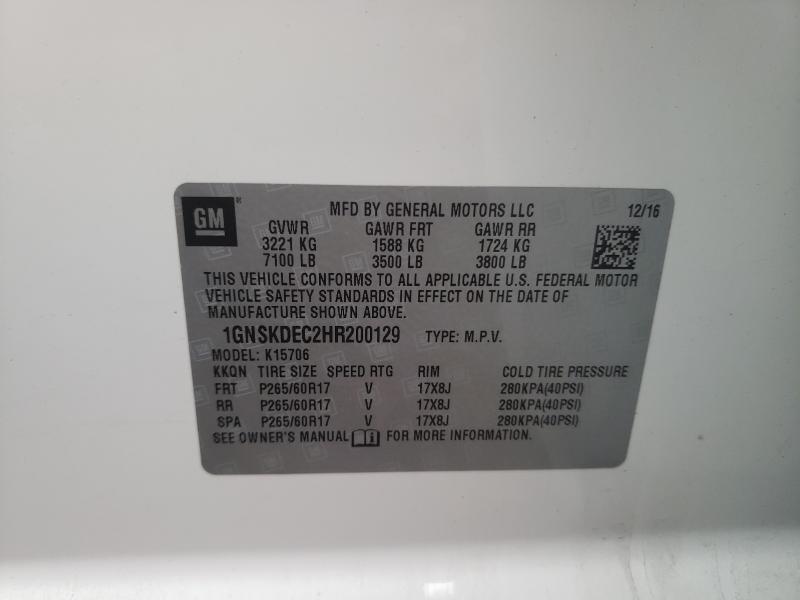 GM
®
MFD BY GENERAL MOTORS LLC 12/16
GVWR GAWR FRT GAWR RR
3221 KG 1588 KG 1724 KG
7100 LB 3500 LB 3800 LB
THIS VEHICLE CONFORMS TO ALL APPLICABLE U.S. FEDERAL MOTOR
VEHICLE SAFETY STANDARDS IN EFFECT ON THE DATE OF
MANUFACTURE SHOWN ABOVE.
1GNSKDEC2HR200129 TYPE: M.P.V.
MODEL: K15706
KKQN TIRE SIZE SPEED RTG RIM COLD TIRE PRESSURE
FRT P265/60R17 V 17X8J 280KPA(40PSI)
RR P265/60R17 V 17X8J 280KPA(40PSI)
SPA P265/60R17 V 17X8J 280KPA(40PSI)
SEE OWNER'S MANUAL FOR MORE INFORMATION.